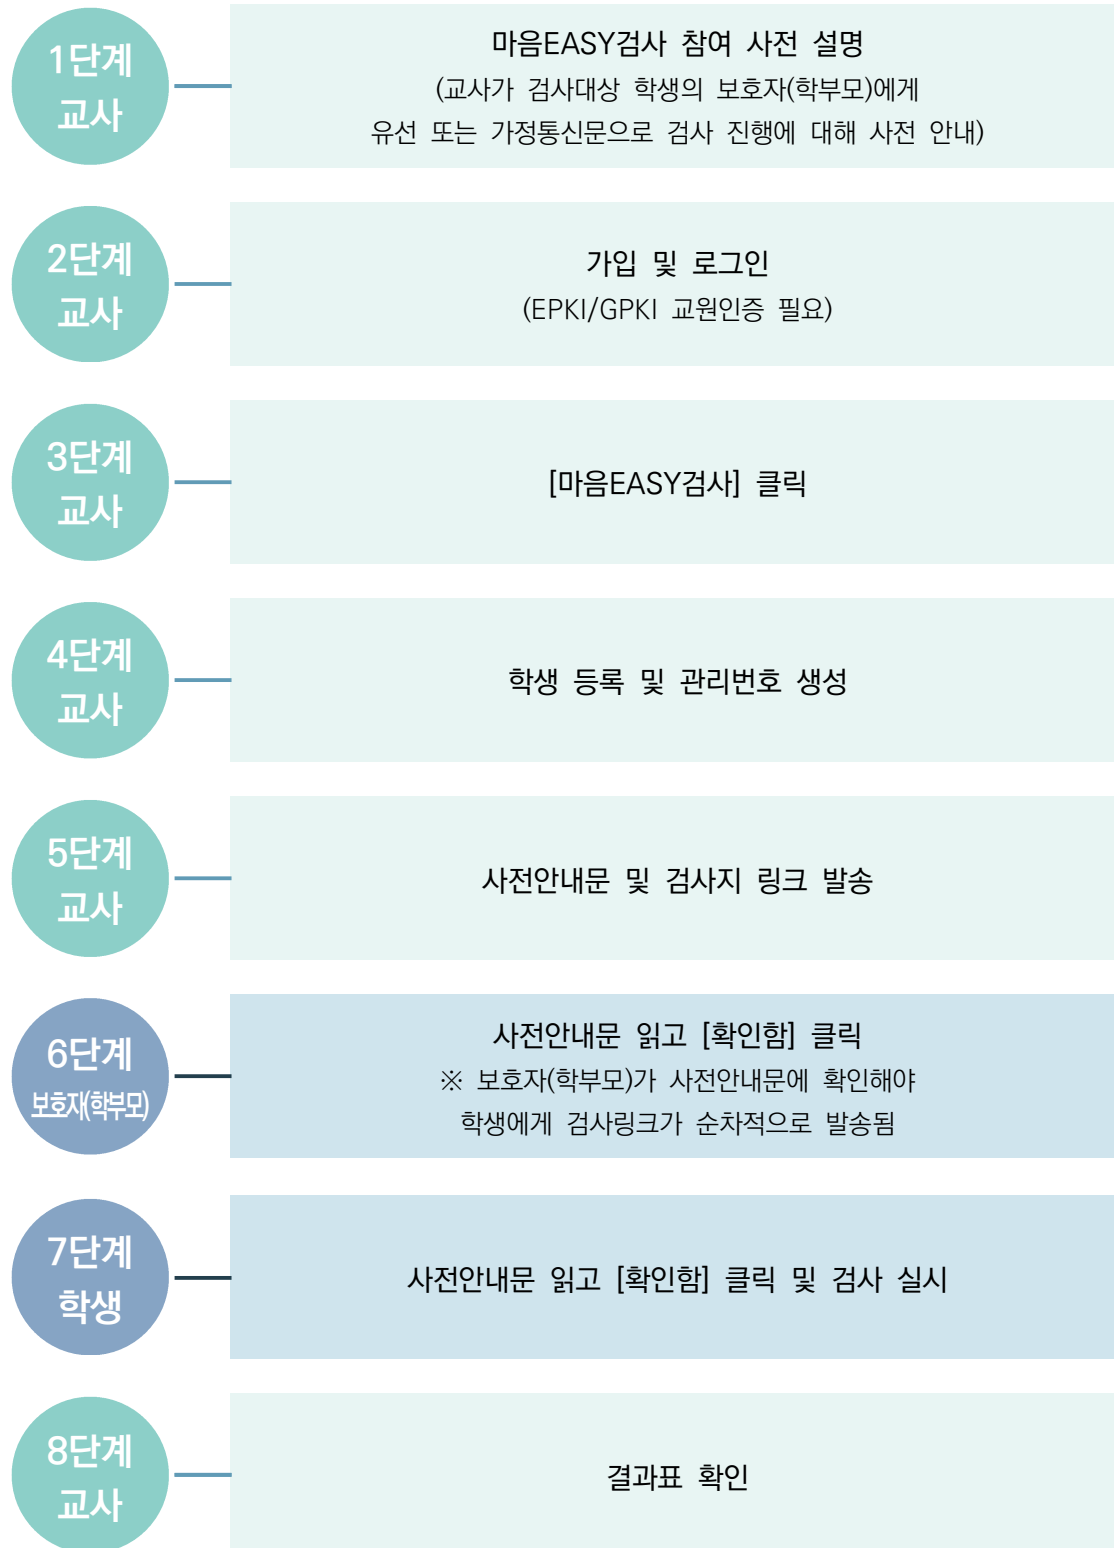 1단계
교사
마음EASY검사 참여 사전 설명
(교사가 검사대상 학생의 보호자(학부모)에게
유선 또는 가정통신문으로 검사 진행에 대해 사전 안내)
2단계
교사
가입 및 로그인
(EPKI/GPKI 교원인증 필요)
3단계
교사
[마음EASY검사] 클릭
4단계
교사
학생 등록 및 관리번호 생성
5단계
교사
사전안내문 및 검사지 링크 발송
6단계
보호자(학부모)
사전안내문 읽고 [확인함] 클릭
※ 보호자(학부모)가 사전안내문에 확인해야
학생에게 검사링크가 순차적으로 발송됨
7단계
학생
사전안내문 읽고 [확인함] 클릭 및 검사 실시
8단계
교사
결과표 확인